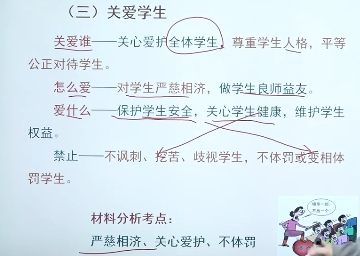 （三）关爱学生
关爱谁——关心爱护全体学生，尊重学生人格，平等
公正对待学生。
怎么爱——对学生严慈相济，做学生良师益友。
爱什么——保护学生安全，关心学生健康，维护学生
权益。
禁止——不讽刺、挖苦、歧视学生，不体罚或变相体
罚学生。
材料分析考点：
严慈相济、关心爱护、不体罚